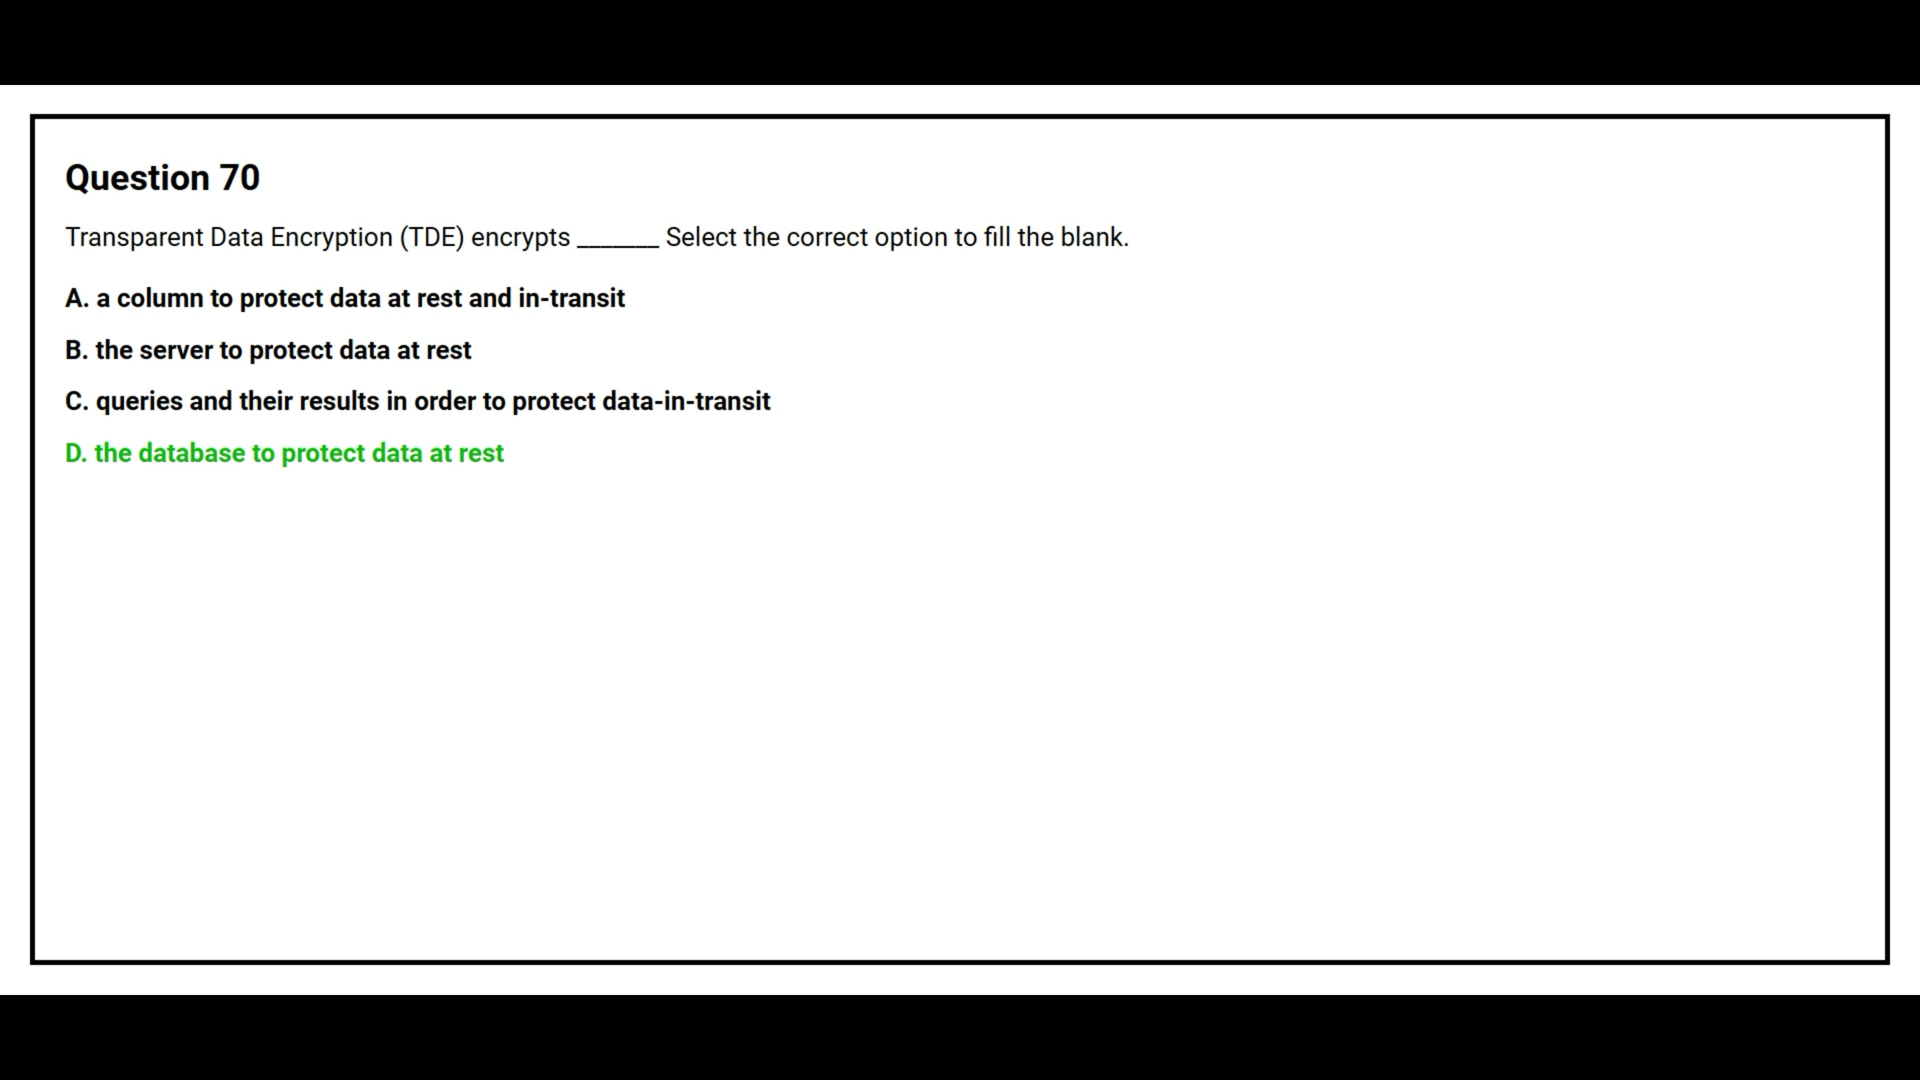 Question 70
Transparent Data Encryption (TDE) encrypts _______ Select the correct option to fill the blank.
A. a column to protect data at rest and in-transit
B. the server to protect data at rest
C. queries and their results in order to protect data-in-transit
D. the database to protect data at rest